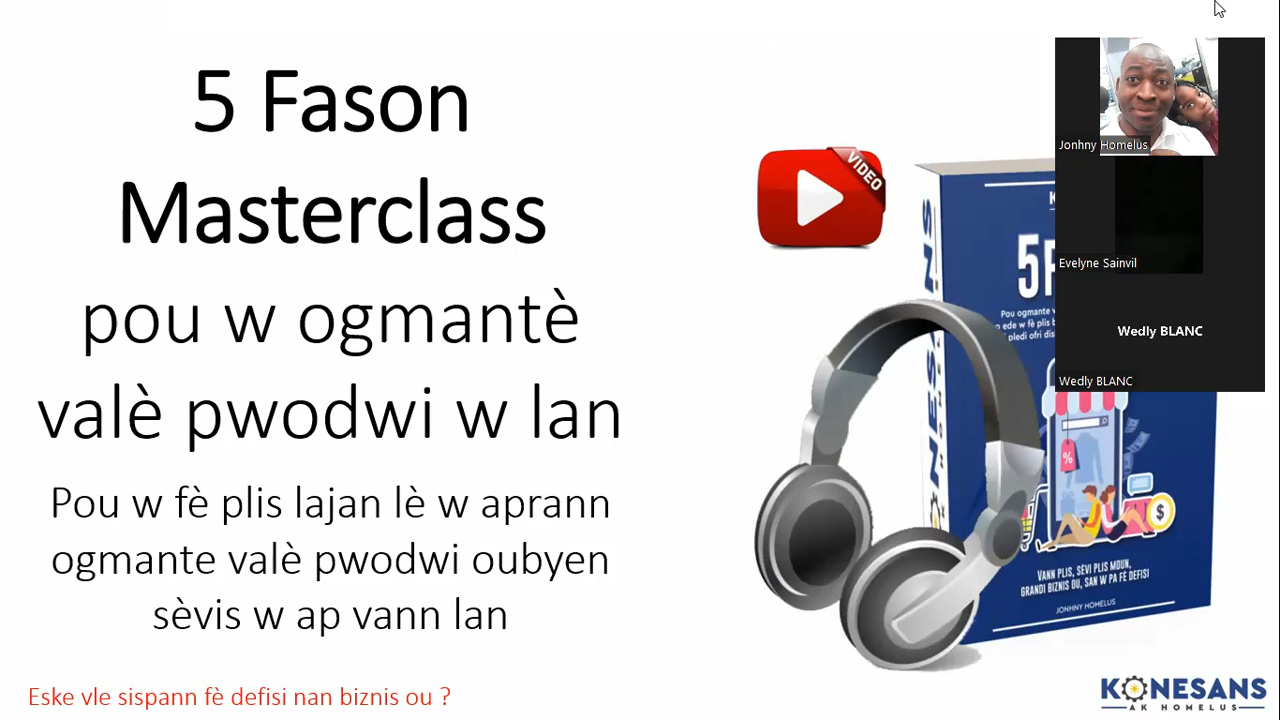 5 Fason
Masterclass
pou w ogmantè
valè pwodwi w lan
Pou w fè plis lajan lè w aprann
ogmante valè pwodwi oubyen
sèvis w ap vann lan
Eske vle sispann fè defisi nan biznis ou ?
VIDEO
Pou ogmante
VANN PLIS, SÈVI PLIS MOUN,
GRANDI BIZNIS OU, SAN W PA FÈ DEFISI
JONHNY HOMELUS
Jonhny Homelus
Evelyne Sainvil
Wedly BLANC
Wedly BLANC
KONESANS
AK HOMELUS